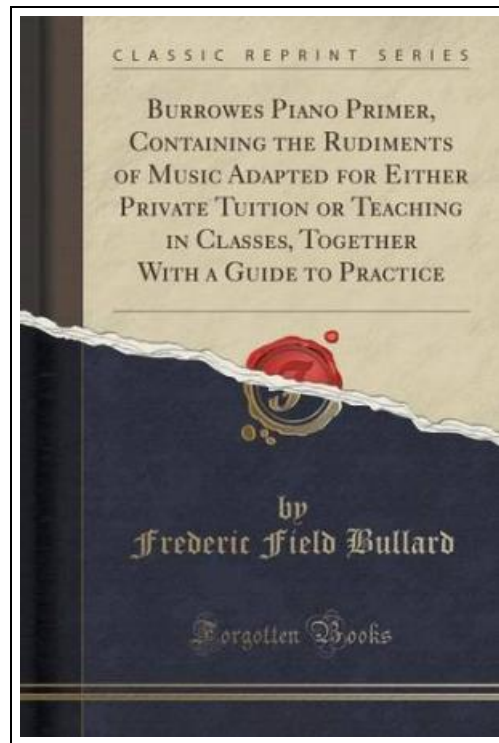 CLASSIC REPRINT SERIES
BURROWES PIANO PRIMER,
CONTAINING THE RUDIMENTS
OF MUSIC ADAPTED FOR EITHER
PRIVATE TUITION OR TEACHING
IN CLASSES, TOGETHER
WITH A GUIDE TO PRACTICE
by
Frederic Field Bullard
Forgotten Books